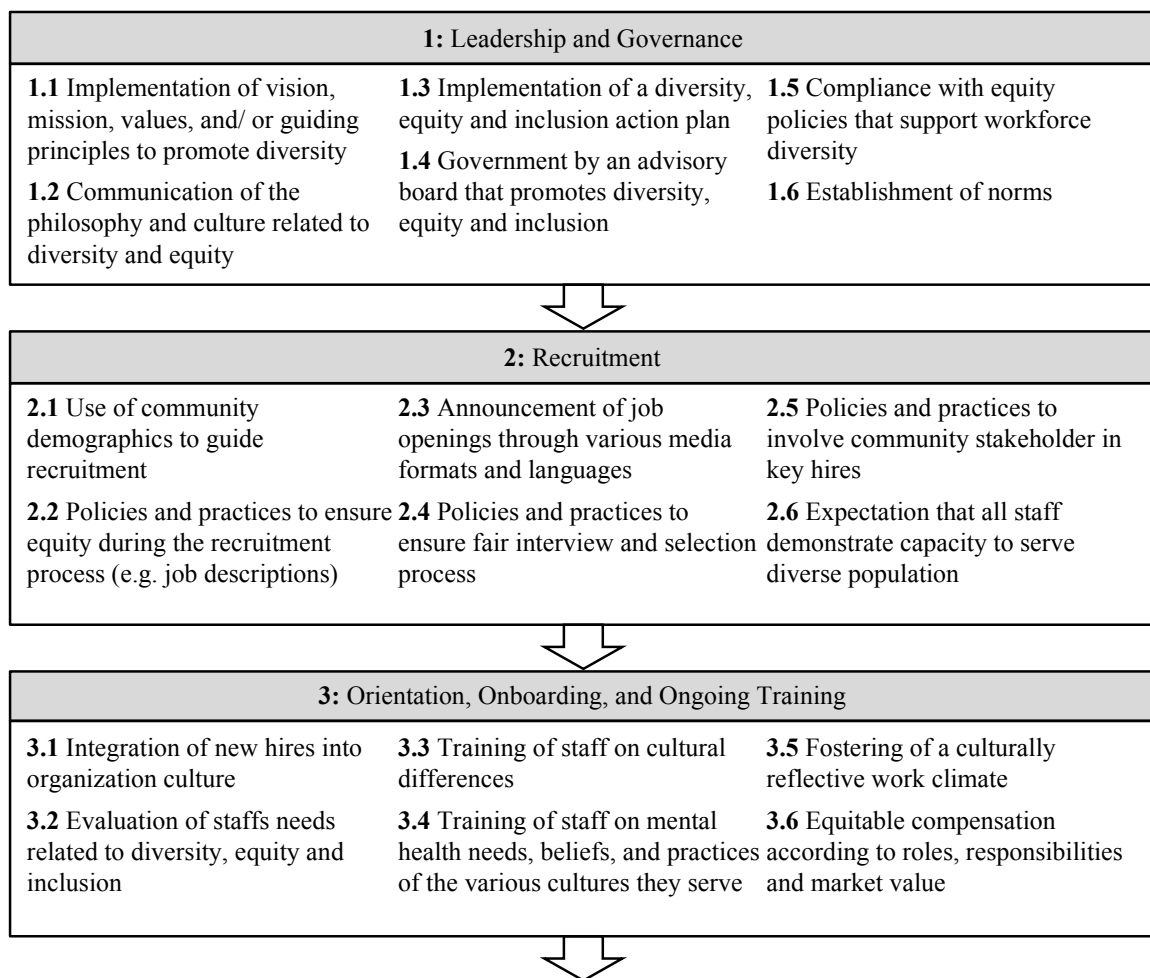 1: Leadership and Governance
1.1 Implementation of vision,
mission, values, and/ or guiding
principles to promote diversity
1.2 Communication of the
philosophy and culture related to
diversity and equity
1.3 Implementation of a diversity,
equity and inclusion action plan
1.4 Government by an advisory
board that promotes diversity,
equity and inclusion
1.5 Compliance with equity
policies that support workforce
diversity
1.6 Establishment of norms
2: Recruitment
2.1 Use of community
demographics to guide
recruitment
2.2 Policies and practices to ensure
equity during the recruitment
process (e.g. job descriptions)
2.3 Announcement of job
openings through various media
formats and languages
2.4 Policies and practices to
ensure fair interview and selection
process
2.5 Policies and practices to
involve community stakeholder in
key hires
2.6 Expectation that all staff
demonstrate capacity to serve
diverse population
3: Orientation, Onboarding, and Ongoing Training
3.1 Integration of new hires into
organization culture
3.2 Evaluation of staffs needs
related to diversity, equity and
inclusion
3.3 Training of staff on cultural
differences
3.4 Training of staff on mental
health needs, beliefs, and practices
of the various cultures they serve
3.5 Fostering of a culturally
reflective work climate
3.6 Equitable compensation
according to roles, responsibilities
and market value